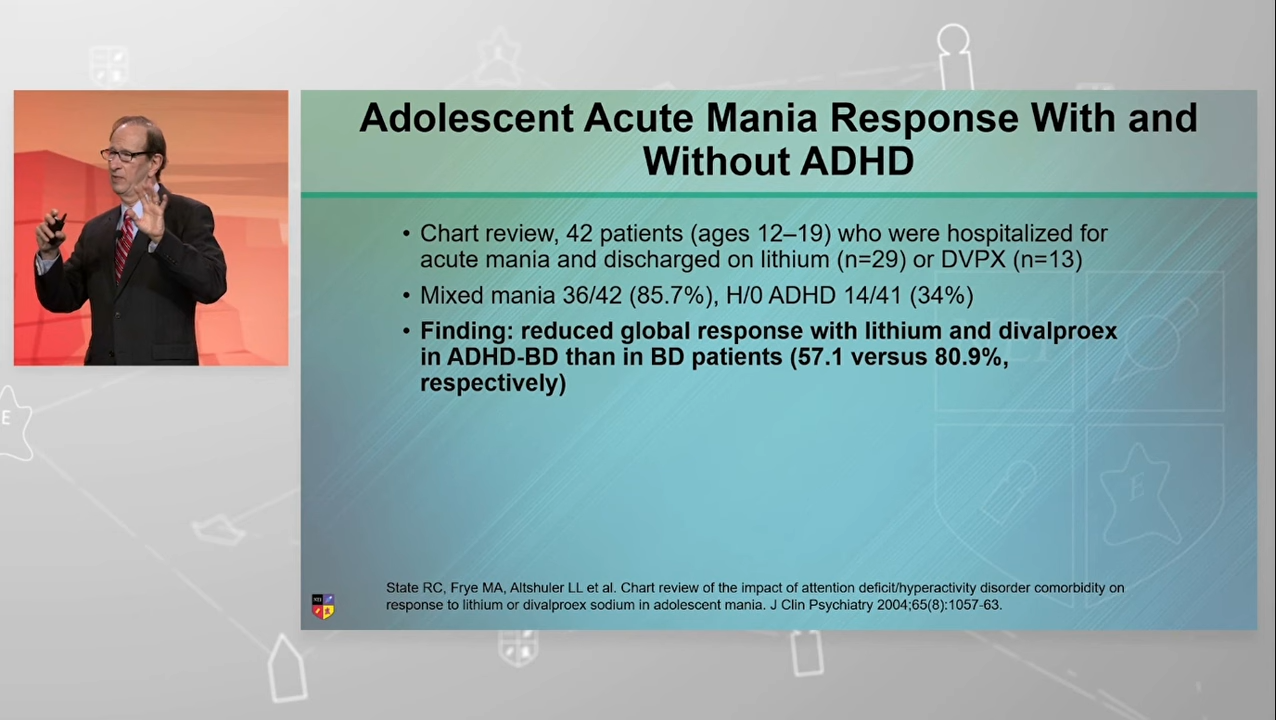 Adolescent Acute Mania Response With and
Without ADHD
• Chart review, 42 patients (ages 12–19) who were hospitalized for
acute mania and discharged on lithium (n=29) or DVPX (n=13)
• Mixed mania 36/42 (85.7%), H/0 ADHD 14/41 (34%)
• Finding: reduced global response with lithium and divalproex
in ADHD-BD than in BD patients (57.1 versus 80.9%,
respectively)
E
E
State RC, Frye MA, Altshuler LL et al. Chart review of the impact of attention deficit/hyperactivity disorder comorbidity on
response to lithium or divalproex sodium in adolescent mania. J Clin Psychiatry 2004;65(8):1057-63.